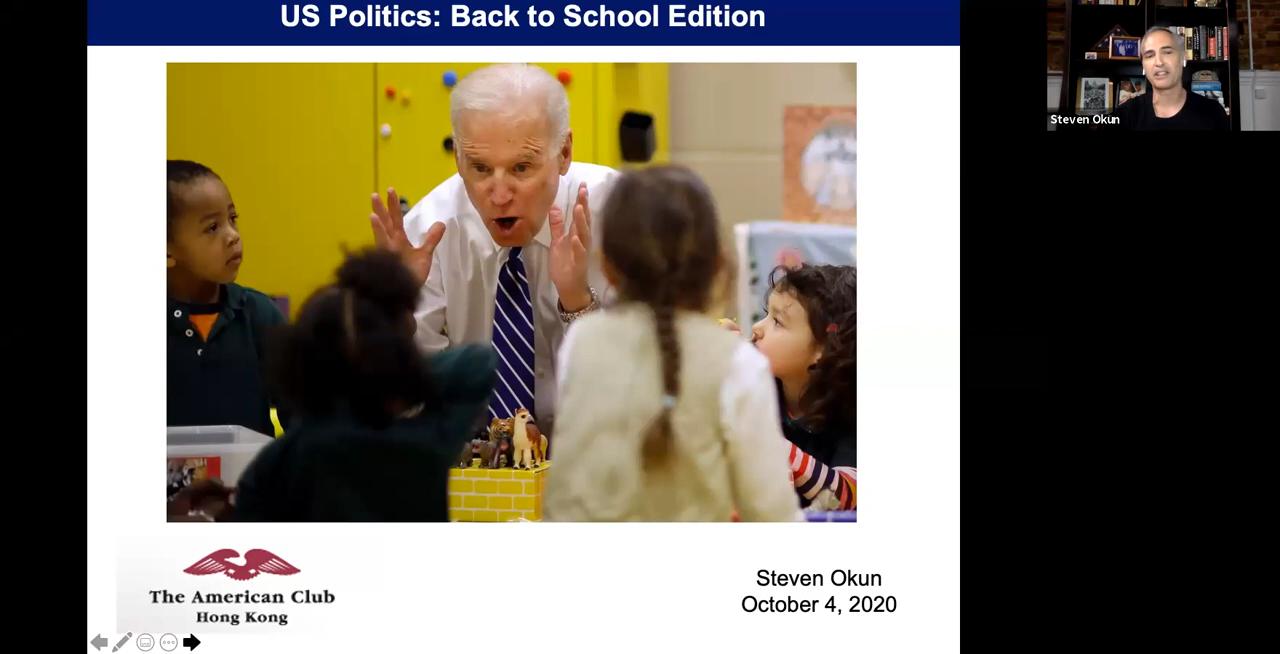 US Politics: Back to School Edition
Steven Okun
The American Club
Hong Kong
Steven Okun
October 4, 2020